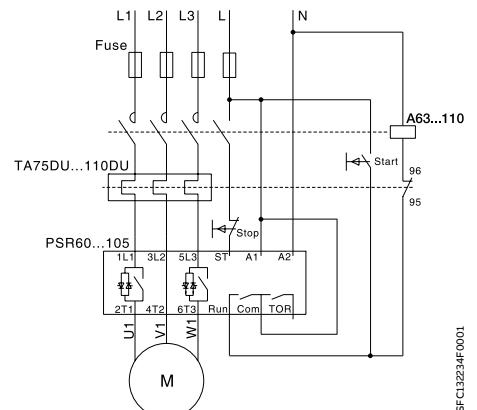 L1 L2 L3 L N
Fuse
A63...110
TA75DU...110DU
Start
96
95
Stop
PSR60...105
1L1 3L2 5L3 ST A1 A2
2T1 4T2 6T3 Run Com TOR
U1 V1 W1
M
SFC132234F0001